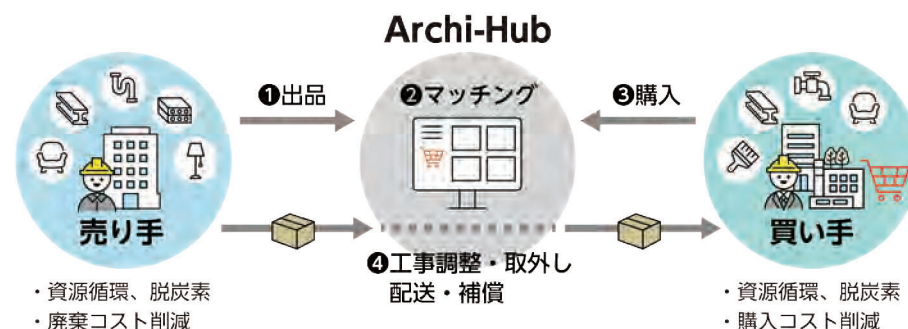 Archi-Hub
❶出品
❷マッチング
❸購入
売り手
買い手
❹工事調整・取外し
配送・補償
・資源循環、脱炭素
・廃棄コスト削減
・資源循環、脱炭素
・購入コスト削減